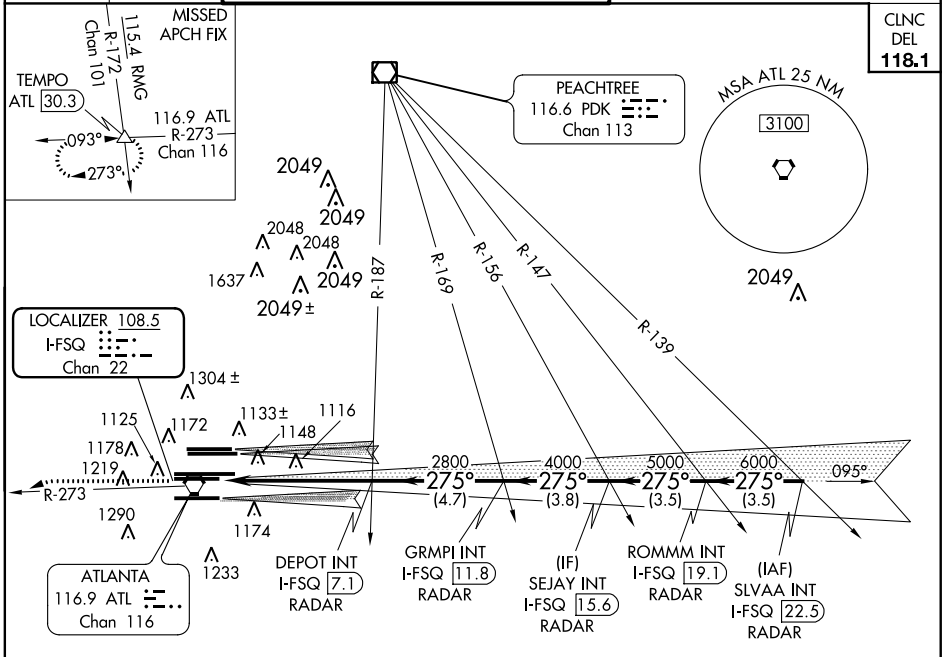 MISSED
APCH FIX
115.4 RMG
R-172
Chan 101
TEMPO
ATL 30.3
116.9 ATL
R-273
Chan 116
093°
273°
CLNC
DEL
118.1
PEACHTREE
116.6 PDK
Chan 113
MSA ATL 25 NM
3100
2049
2049
2048
2048
2049
1637
2049±
2049
R-187
R-169
R-156
R-147
R-139
LOCALIZER 108.5
I-FSQ
Chan 22
1304±
1133±
1116
1125
1172
1148
1178
1219
R-273
1290
1174
1233
2800
4000
5000
6000
275°
275°
275°
275°
095°
(4.7)
(3.8)
(3.5)
(3.5)
ATLANTA
116.9 ATL
Chan 116
DEPOT INT
I-FSQ 7.1
RADAR
GRMPI INT
I-FSQ 11.8
RADAR
(IF)
SEJAY INT
I-FSQ 15.6
RADAR
ROMMM INT
I-FSQ 19.1
RADAR
(IAF)
SLVAA INT
I-FSQ 22.5
RADAR